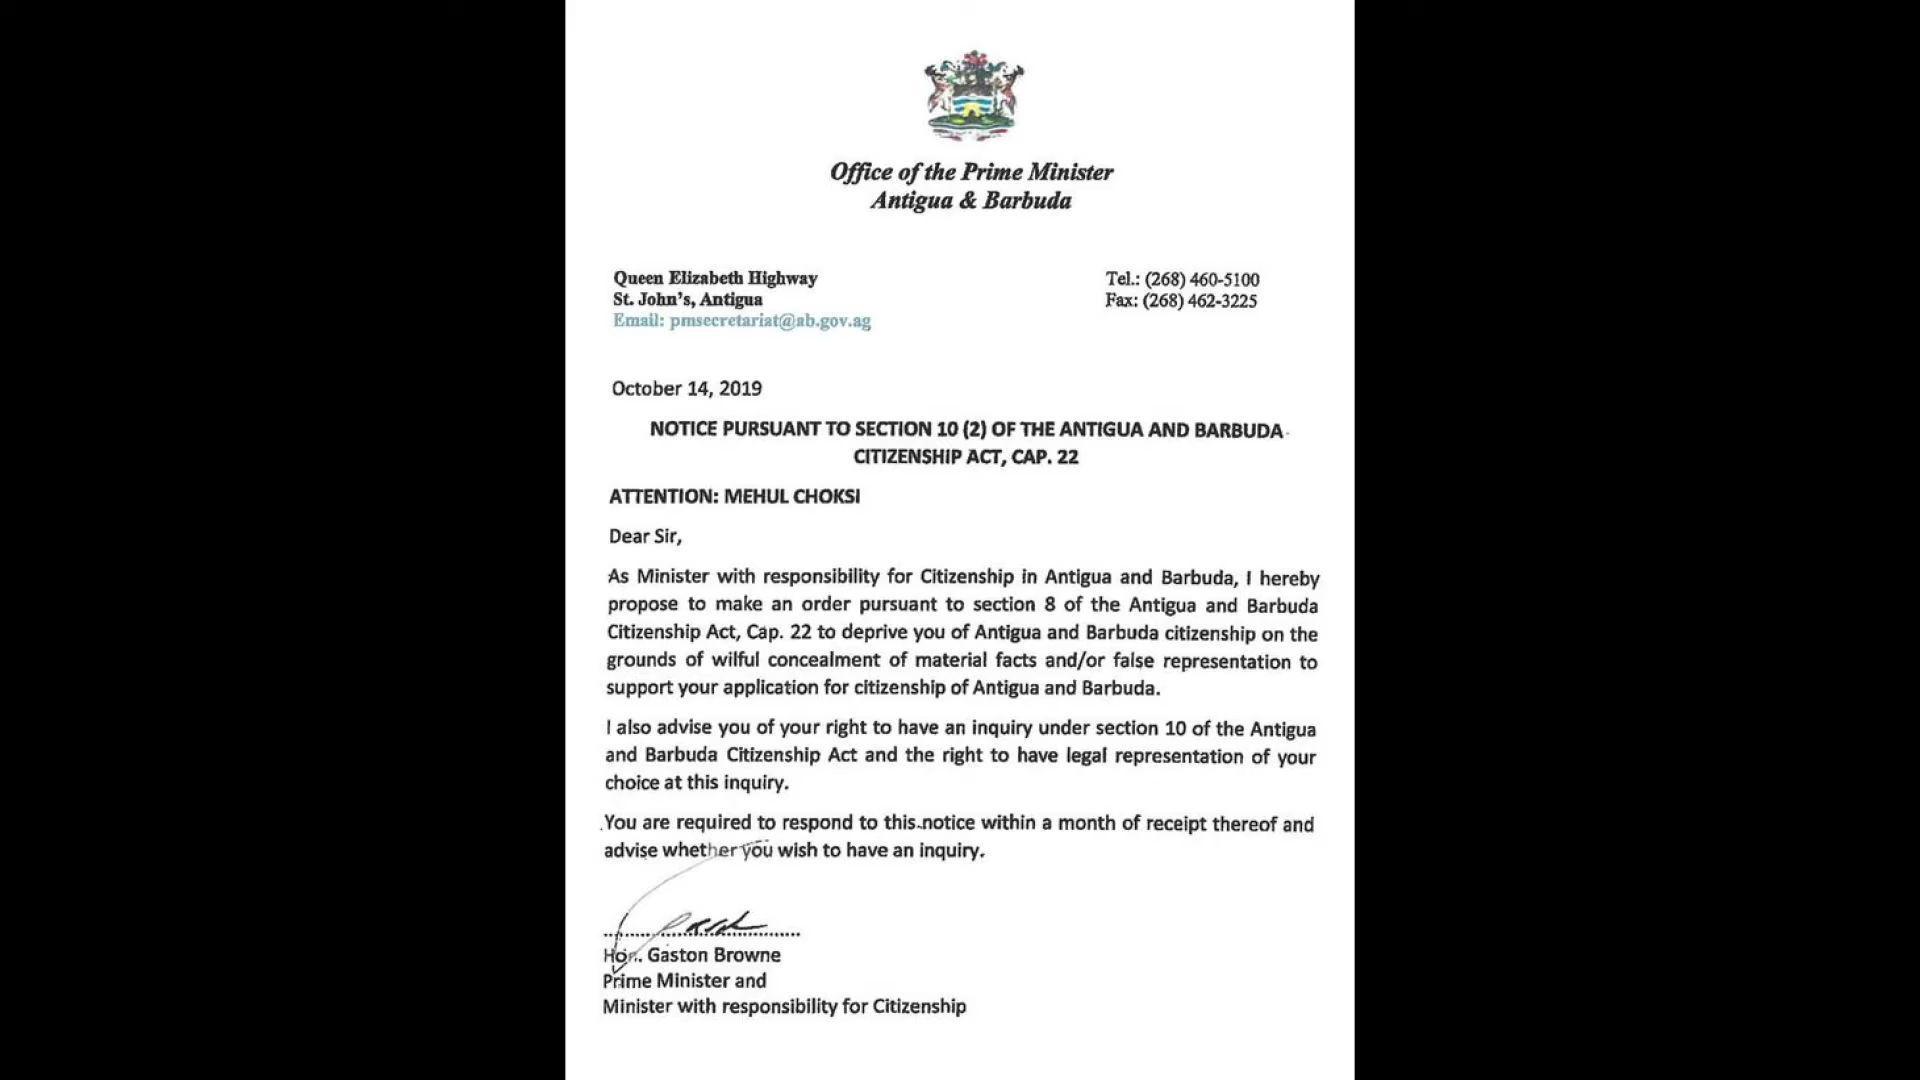 Office of the Prime Minister
Antigua & Barbuda
Queen Elizabeth Highway
St. John's, Antigua
Email: pmsecretariat@ab.gov.ag
Tel.: (268) 460-5100
Fax: (268) 462-3225
October 14, 2019
NOTICE PURSUANT TO SECTION 10 (2) OF THE ANTIGUA AND BARBUDA
CITIZENSHIP ACT, CAP. 22
ATTENTION: MEHUL CHOKSI
Dear Sir,
As Minister with responsibility for Citizenship in Antigua and Barbuda, I hereby
propose to make an order pursuant to section 8 of the Antigua and Barbuda
Citizenship Act, Cap. 22 to deprive you of Antigua and Barbuda citizenship on the
grounds of wilful concealment of material facts and/or false representation to
support your application for citizenship of Antigua and Barbuda.
I also advise you of your right to have an inquiry under section 10 of the Antigua
and Barbuda Citizenship Act and the right to have legal representation of your
choice at this inquiry.
You are required to respond to this notice within a month of receipt thereof and
advise whether you wish to have an inquiry.
Hon. Gaston Browne
Prime Minister and
Minister with responsibility for Citizenship